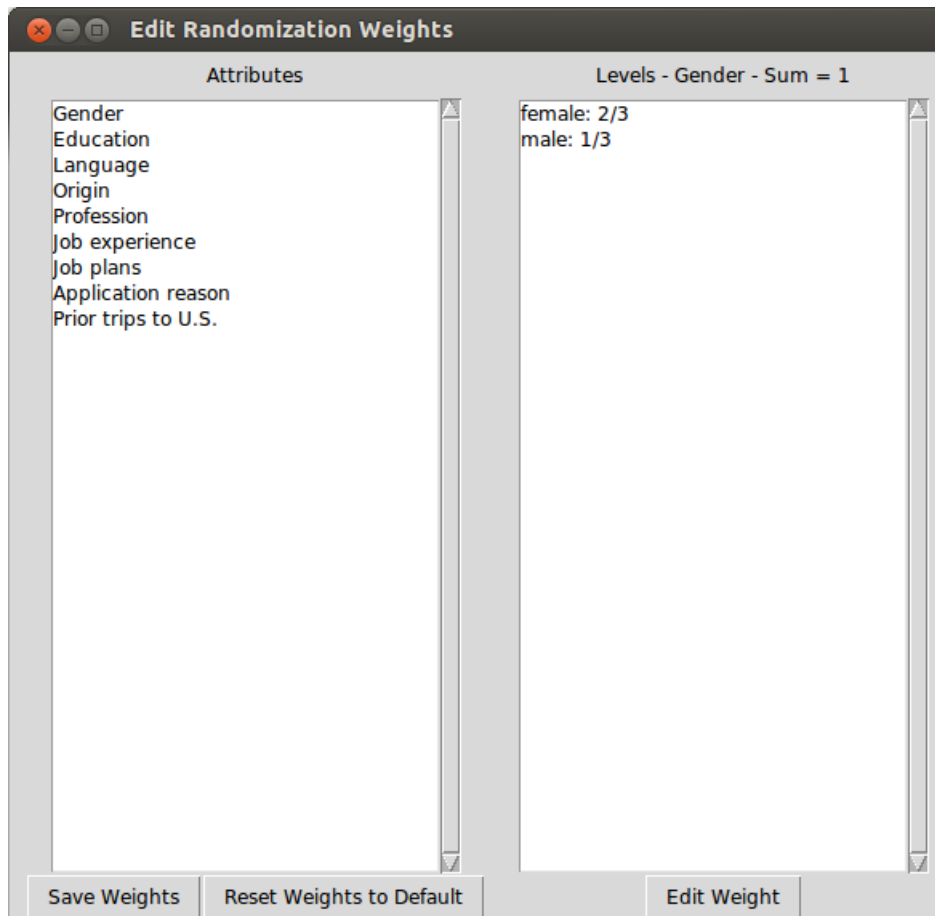 Edit Randomization Weights
Attributes
Gender
Education
Language
Origin
Profession
Job experience
Job plans
Application reason
Prior trips to U.S.
Levels - Gender - Sum = 1
female: 2/3
male: 1/3
Save Weights
Reset Weights to Default
Edit Weight